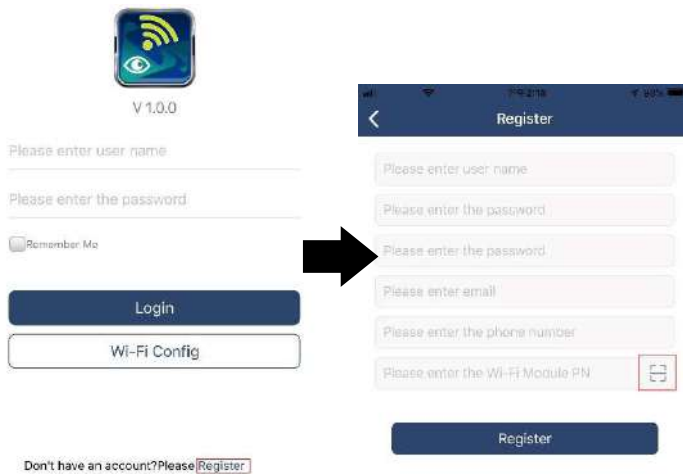 V 1.0.0
Please enter user name
Please enter the password
Remember Me
Login
Wi-Fi Config
Don't have an account?Please Register
Register
Please enter user name
Please enter the password
Please enter the password
Please enter email
Please enter the phone number
Please enter the Wi-Fi Module PN
Register